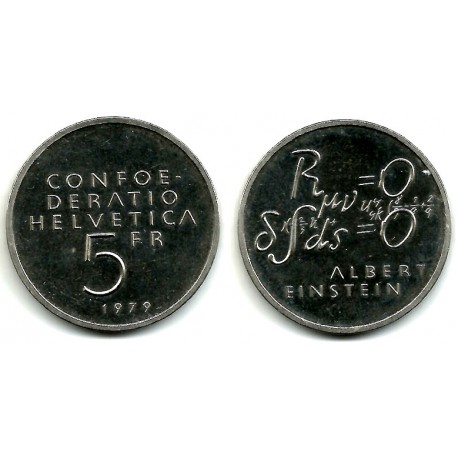 CONFOE-
DERATIO
HELVETICA
5 FR
1979
Rμν = 0
δ∫ds = 0
ALBERT
EINSTEIN